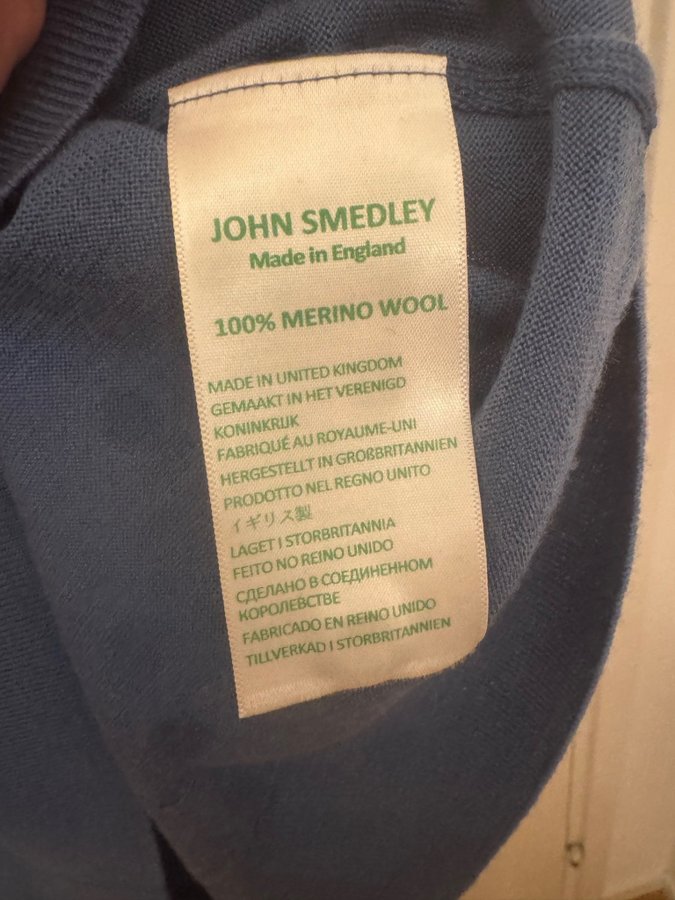 JOHN SMEDLEY
Made in England
100% MERINO WOOL
MADE IN UNITED KINGDOM
GEMAAKT IN HET VERENIGD
KONINKRIJK
FABRIQUÉ AU ROYAUME-UNI
HERGESTELLT IN GROßBRITANNIEN
PRODOTTO NEL REGNO UNITO
イギリス製
LAGET I STORBRITANNIA
FEITO NO REINO UNIDO
СДЕЛАНО В СОЕДИНЕННОМ
КОРОЛЕВСТВЕ
FABRICADO EN REINO UNIDO
TILLVERKAD I STORBRITANNIEN